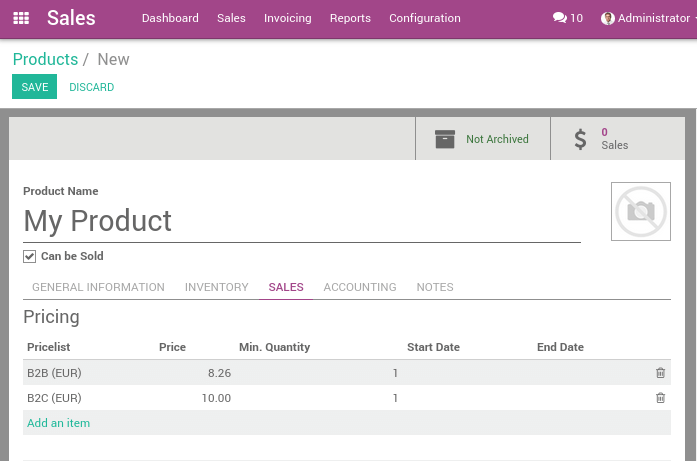 Sales Dashboard Sales Invoicing Reports Configuration 10 Administrator
Products / New
SAVE DISCARD
Not Archived 0 Sales
Product Name
My Product
Can be Sold
GENERAL INFORMATION INVENTORY SALES ACCOUNTING NOTES
Pricing
Pricelist Price Min. Quantity Start Date End Date
B2B (EUR) 8.26 1
B2C (EUR) 10.00 1
Add an item